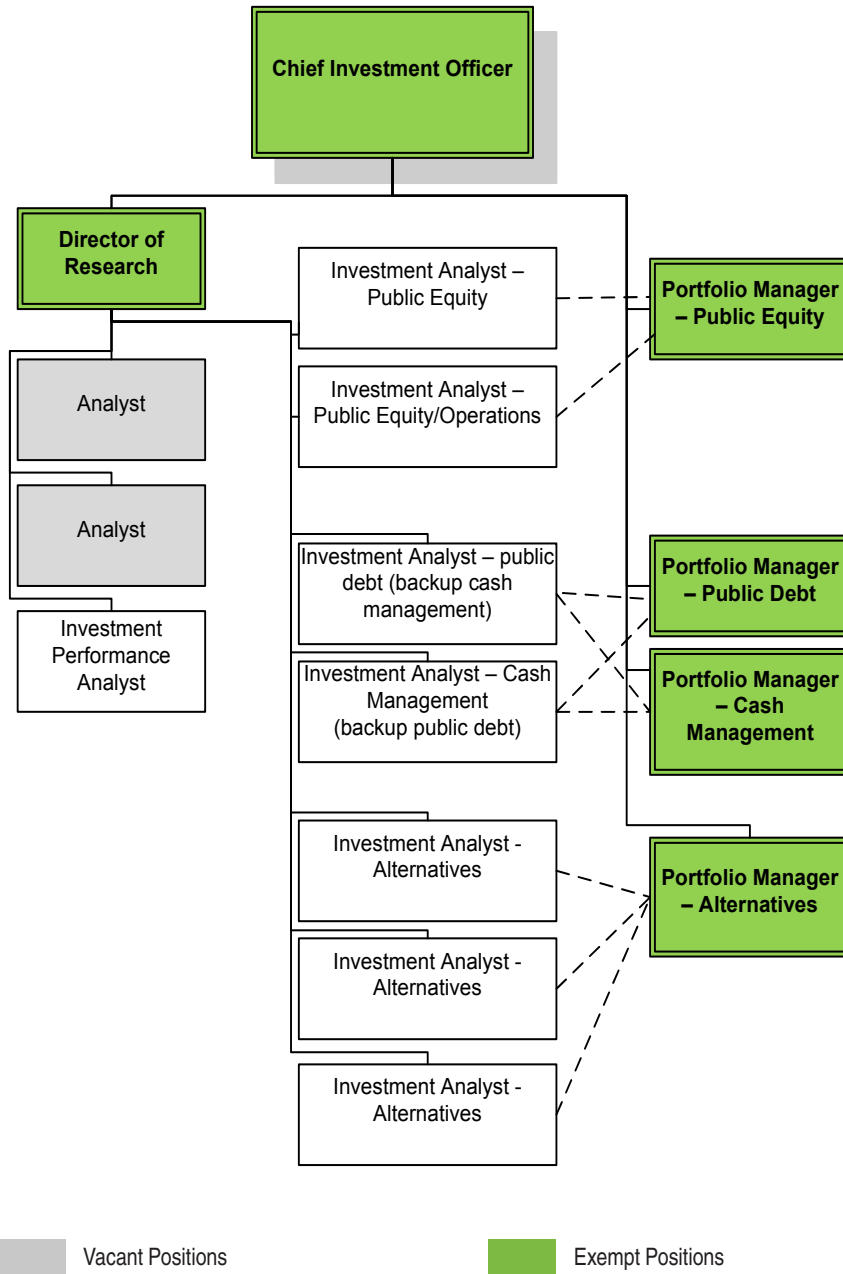 Chief Investment Officer
Director of
Research
Investment Analyst –
Public Equity
Portfolio Manager
– Public Equity
Analyst
Investment Analyst –
Public Equity/Operations
Analyst
Investment Analyst – public
debt (backup cash
management)
Portfolio Manager
– Public Debt
Investment
Performance
Analyst
Investment Analyst – Cash
Management
(backup public debt)
Portfolio Manager
– Cash
Management
Investment Analyst -
Alternatives
Portfolio Manager
– Alternatives
Investment Analyst -
Alternatives
Investment Analyst -
Alternatives
Vacant Positions
Exempt Positions